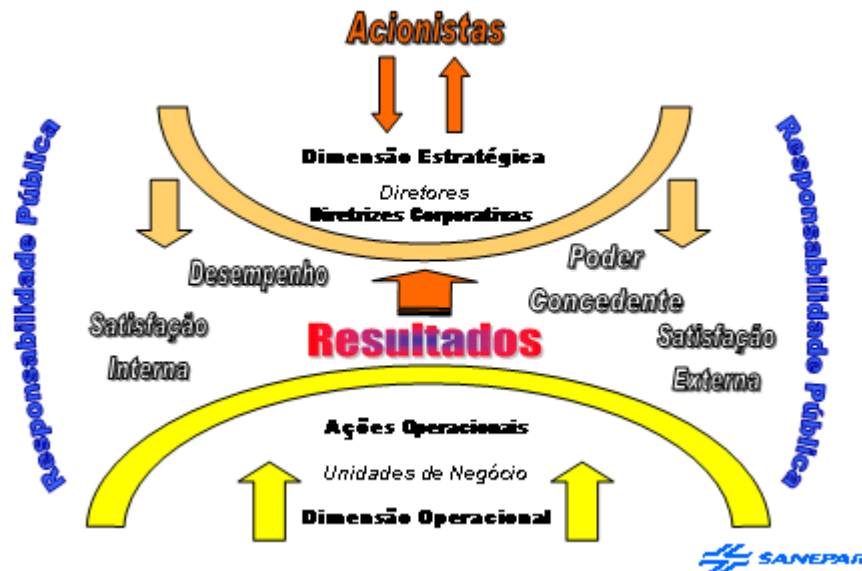 Acionistas
Dimensão Estratégica
Diretores
Diretrizes Corporativas
Responsabilidade Pública
Responsabilidade Pública
Desempenho
Poder
Concedente
Satisfação
Interna
Resultados
Satisfação
Externa
Ações Operacionais
Unidades de Negócio
Dimensão Operacional
SANEPAR